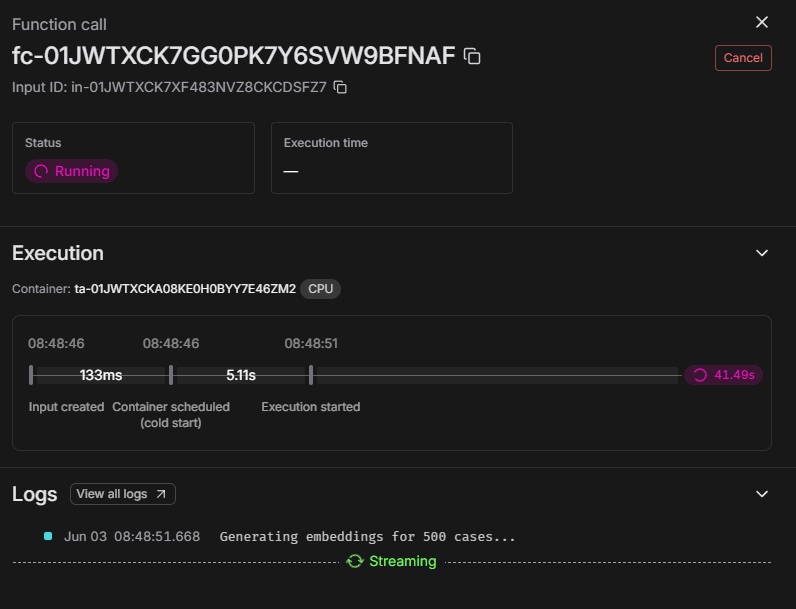 Function call
fc-01JWTXCK7GG0PK7Y6SVW9BFNAF
Cancel
Input ID: in-01JWTXCK7XF483NVZ8CKCDSFZ7
Status
Running
Execution time
—
Execution
Container: ta-01JWTXCKA08KE0H0BYY7E46ZM2 CPU
08:48:46 08:48:46 08:48:51
133ms 5.11s 41.49s
Input created Container scheduled Execution started
(cold start)
Logs View all logs
Jun 03 08:48:51.668 Generating embeddings for 500 cases...
Streaming